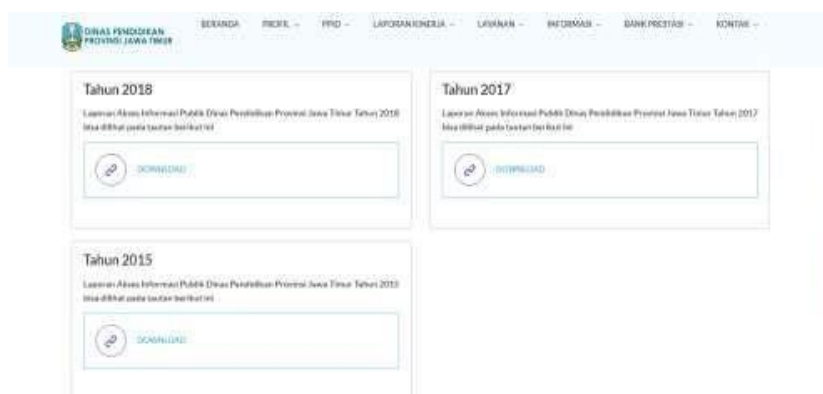 DINAS PENDIDIKAN
PROVINSI JAWA TIMUR
BERANDA PROFIL PPID LAPORAN KINERJA LAYANAN INFORMASI BANK PRESTASI KONTAK
Tahun 2018
Laporan Akses Informasi Publik Dinas Pendidikan Provinsi Jawa Timur Tahun 2018
bisa dilihat pada tautan berikut ini
DOWNLOAD
Tahun 2017
Laporan Akses Informasi Publik Dinas Pendidikan Provinsi Jawa Timur Tahun 2017
bisa dilihat pada tautan berikut ini
DOWNLOAD
Tahun 2015
Laporan Akses Informasi Publik Dinas Pendidikan Provinsi Jawa Timur Tahun 2015
bisa dilihat pada tautan berikut ini
DOWNLOAD